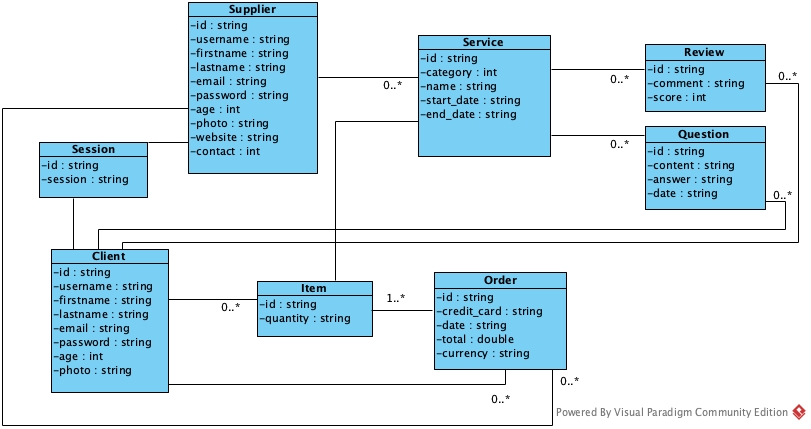 Supplier
-id : string
-username : string
-firstname : string
-lastname : string
-email : string
-password : string
-age : int
-photo : string
-website : string
-contact : int
0..*
Service
-id : string
-category : int
-name : string
-start_date : string
-end_date : string
0..*
0..*
Review
-id : string
-comment : string
-score : int
0..*
Question
-id : string
-content : string
-answer : string
-date : string
0..*
Session
-id : string
-session : string
Client
-id : string
-username : string
-firstname : string
-lastname : string
-email : string
-password : string
-age : int
-photo : string
0..*
Item
-id : string
-quantity : string
1..*
Order
-id : string
-credit_card : string
-date : string
-total : double
-currency : string
0..*
0..*
Powered By Visual Paradigm Community Edition